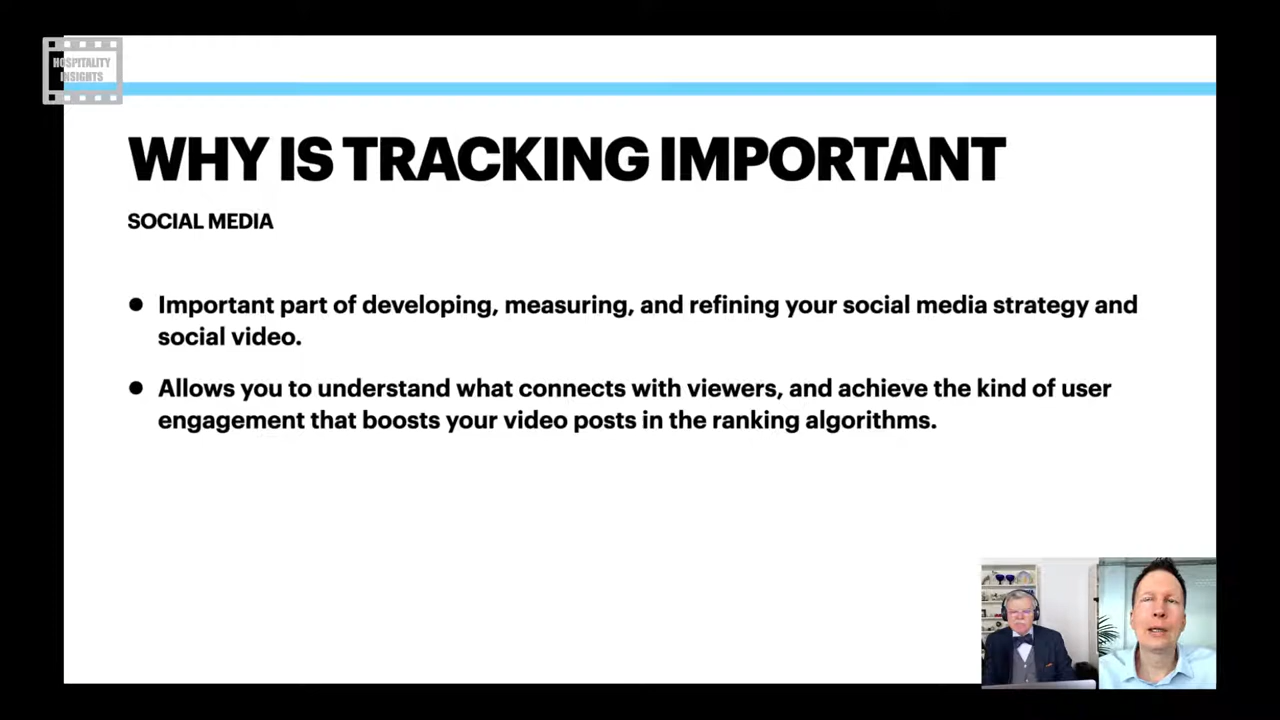 HOSPITALITY
INSIGHTS
WHY IS TRACKING IMPORTANT
SOCIAL MEDIA
● Important part of developing, measuring, and refining your social media strategy and
social video.
● Allows you to understand what connects with viewers, and achieve the kind of user
engagement that boosts your video posts in the ranking algorithms.